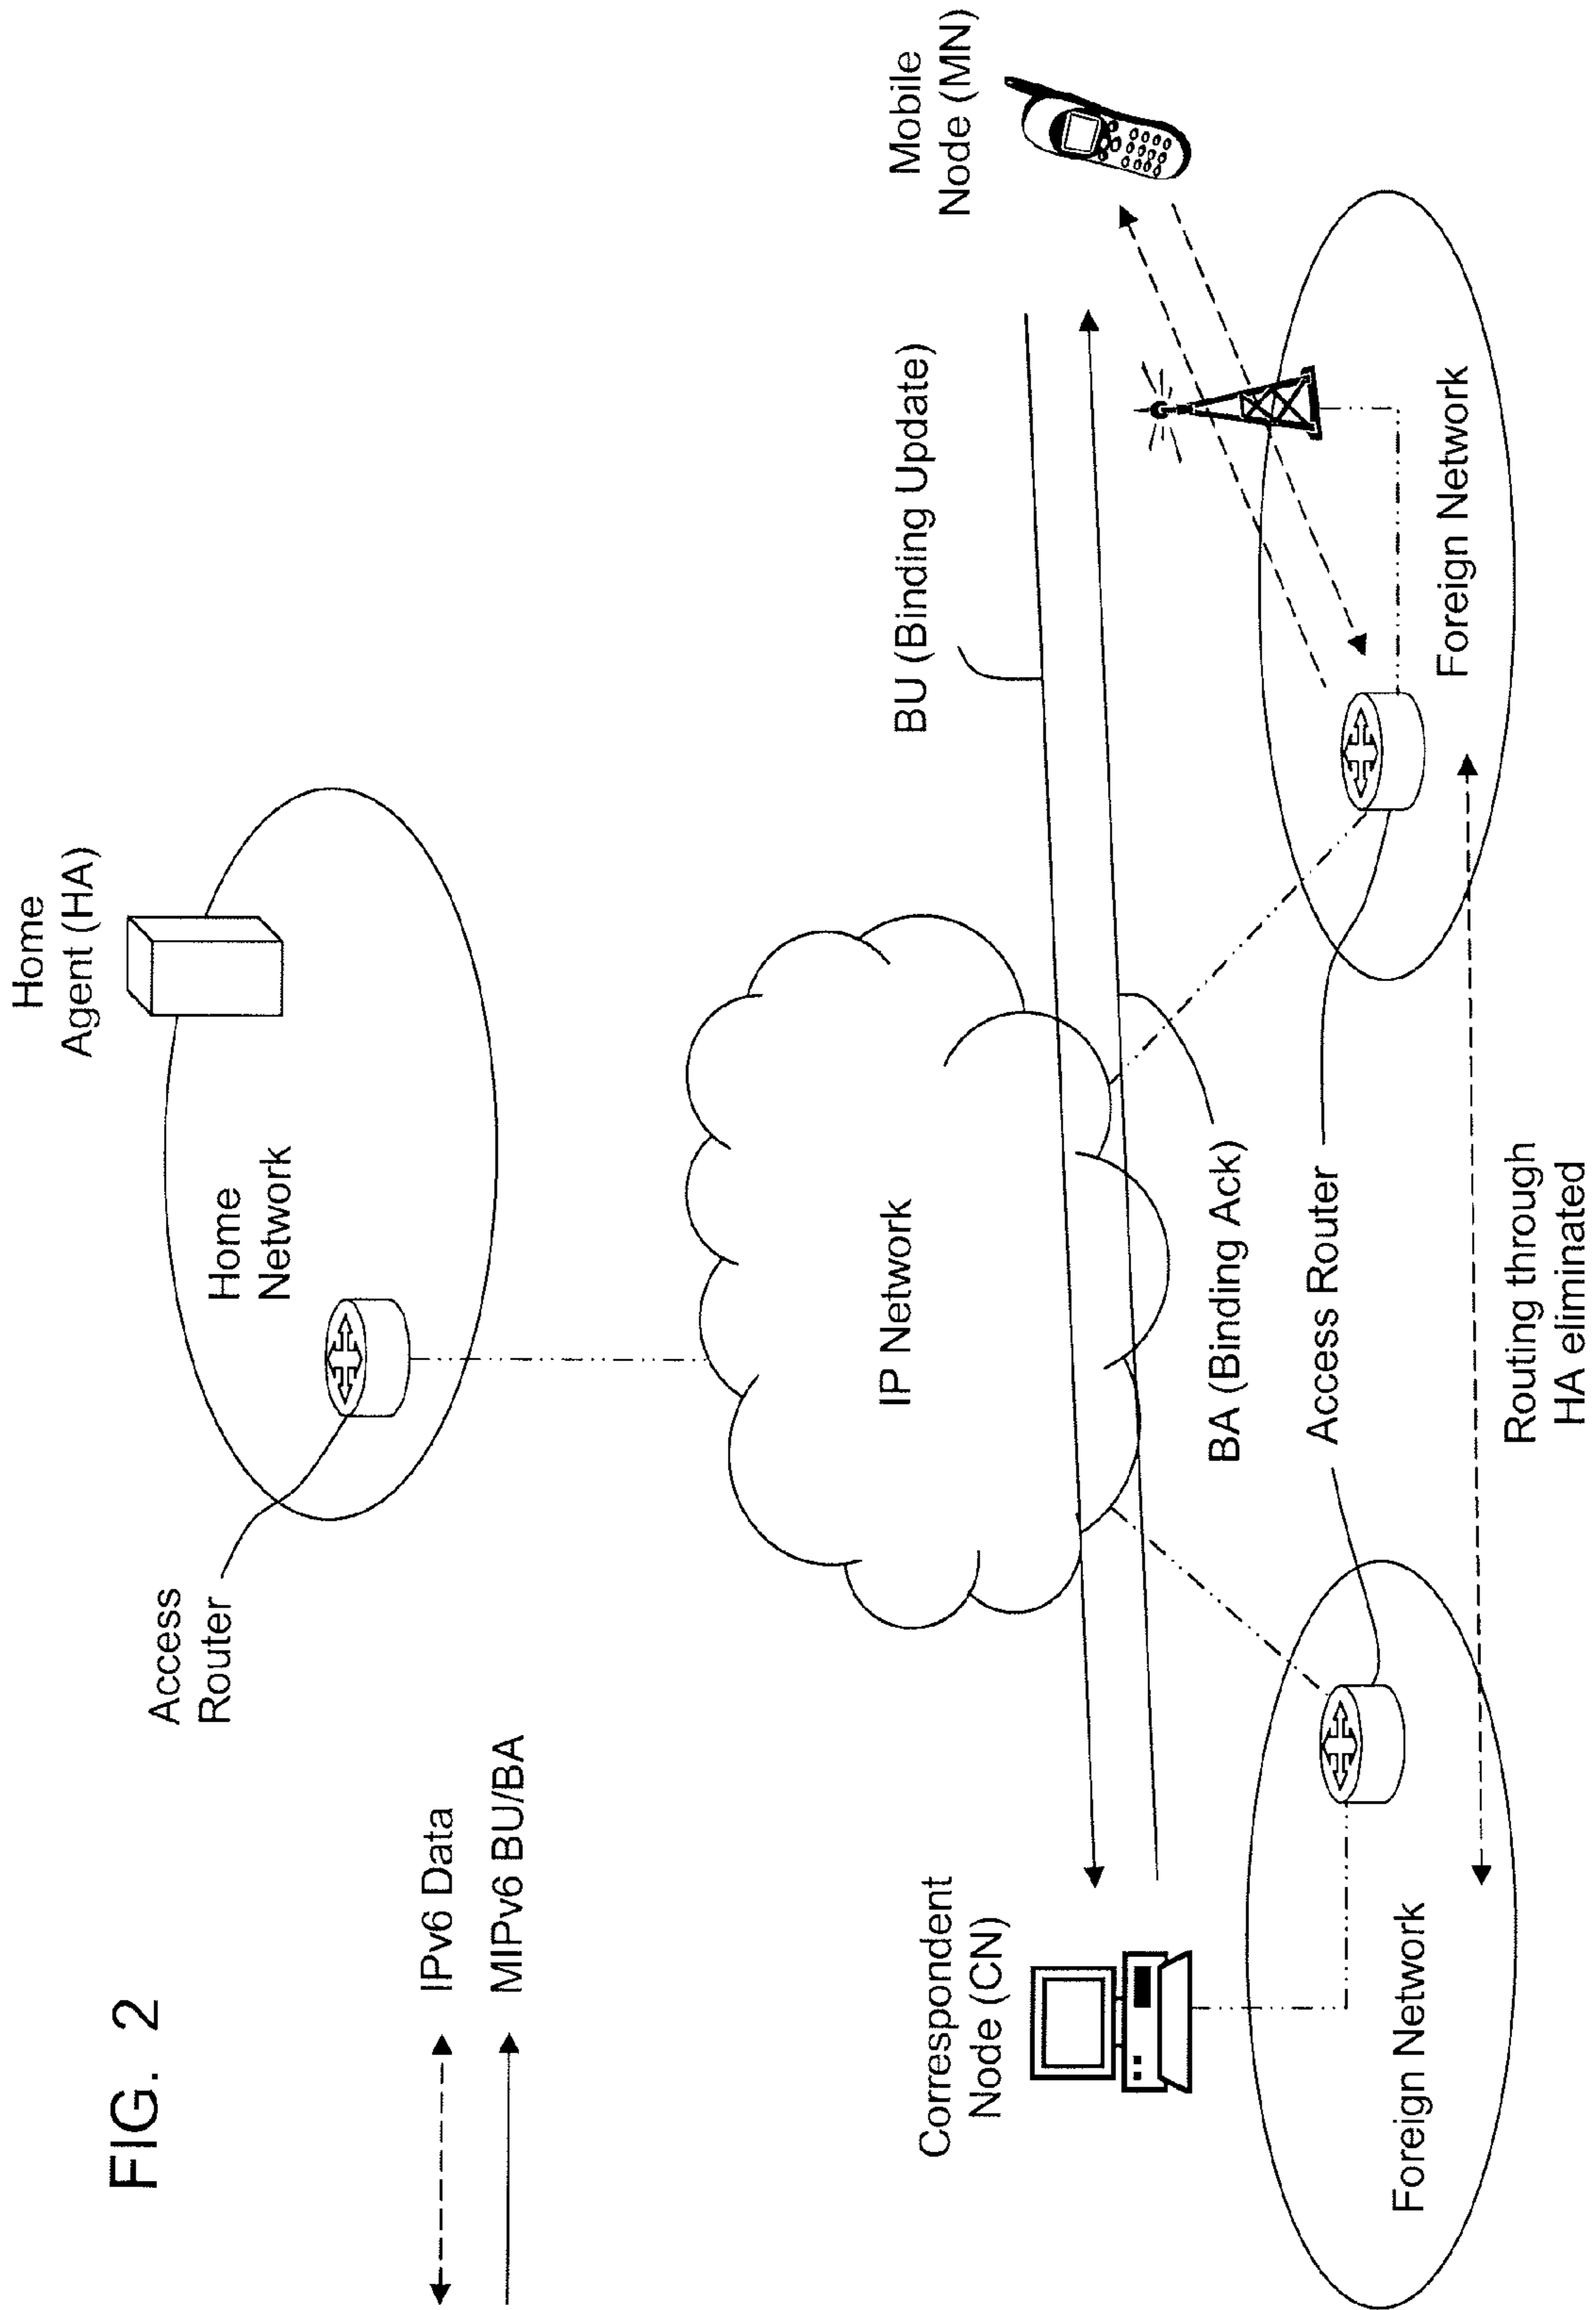 FIG. 2
IPv6 Data
MIPv6 BU/BA
Access
Router
Home
Network
Home
Agent (HA)
IP Network
Correspondent
Node (CN)
BU (Binding Update)
Mobile
Node (MN)
BA (Binding Ack)
Access Router
Foreign Network
Foreign Network
Routing through
HA eliminated